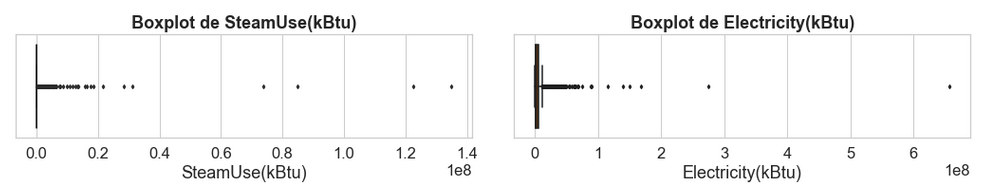 Boxplot de SteamUse(kBtu)
0.0 0.2 0.4 0.6 0.8 1.0 1.2 1.4
1e8
SteamUse(kBtu)
Boxplot de Electricity(kBtu)
0 1 2 3 4 5 6
1e8
Electricity(kBtu)